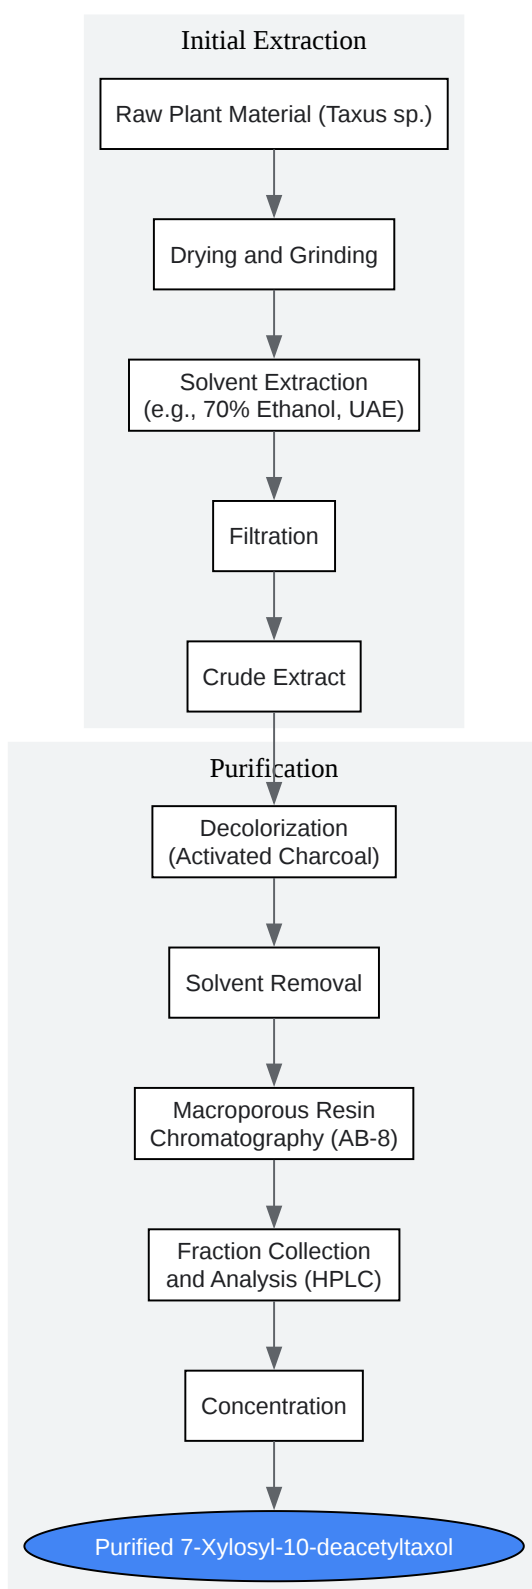 Initial Extraction
Raw Plant Material (Taxus sp.)
Drying and Grinding
Solvent Extraction
(e.g., 70% Ethanol, UAE)
Filtration
Crude Extract
Purification
Decolorization
(Activated Charcoal)
Solvent Removal
Macroporous Resin
Chromatography (AB-8)
Fraction Collection
and Analysis (HPLC)
Concentration
Purified 7-Xylosyl-10-deacetyltaxol